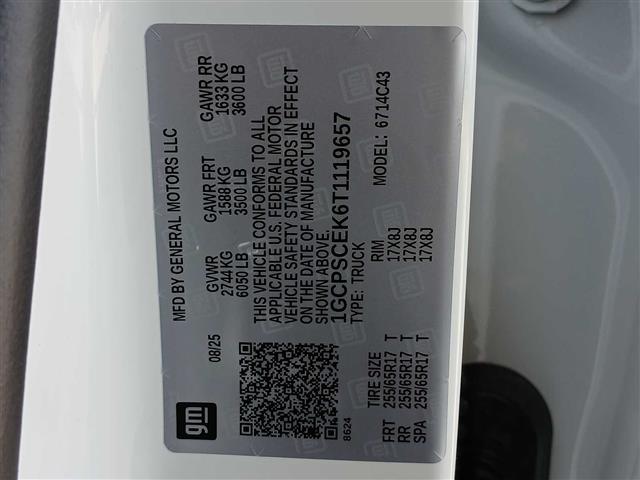 gm
MFD BY GENERAL MOTORS LLC
08/25
GVWR GAWR FRT GAWR RR
2744 KG 1588 KG 1633 KG
6050 LB 3500 LB 3600 LB
THIS VEHICLE CONFORMS TO ALL
APPLICABLE U.S. FEDERAL MOTOR
VEHICLE SAFETY STANDARDS IN EFFECT
ON THE DATE OF MANUFACTURE
SHOWN ABOVE.
1GCPSCEK6T1119657
TYPE: TRUCK MODEL: 6714C43
8624
TIRE SIZE RIM
FRT 255/65R17 T 17X8J
RR 255/65R17 T 17X8J
SPA 255/65R17 T 17X8J